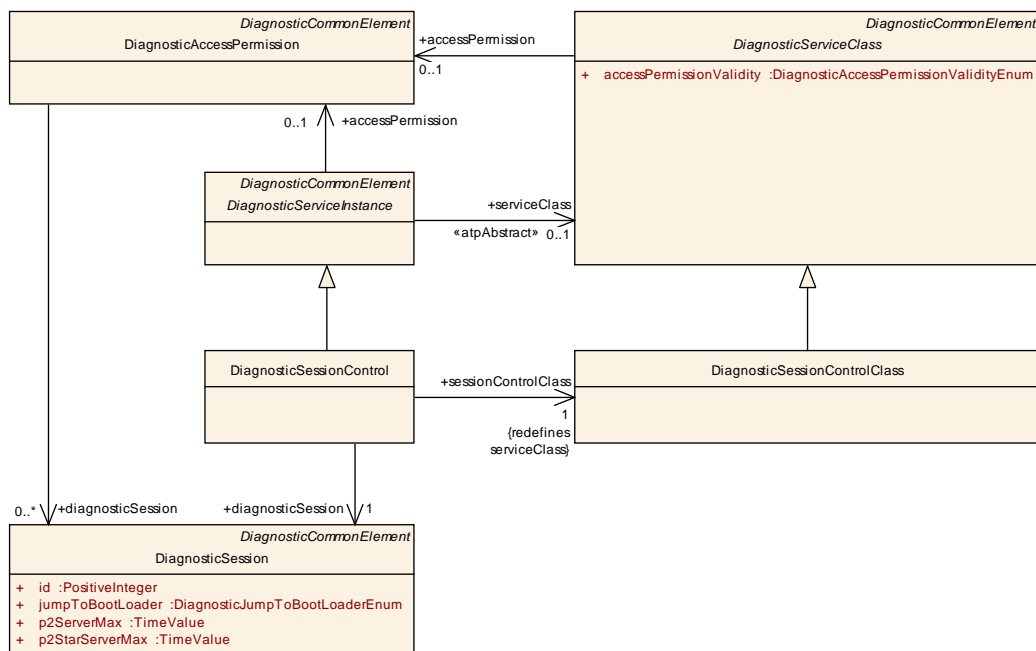 DiagnosticCommonElement
DiagnosticAccessPermission
+accessPermission
0..1
DiagnosticCommonElement
DiagnosticServiceClass
+ accessPermissionValidity :DiagnosticAccessPermissionValidityEnum
0..1
+accessPermission
DiagnosticCommonElement
DiagnosticServiceInstance
+serviceClass
«atpAbstract»
0..1
DiagnosticSessionControl
+sessionControlClass
1
{redefines
serviceClass}
DiagnosticSessionControlClass
0..*
+diagnosticSession
+diagnosticSession
1
DiagnosticCommonElement
DiagnosticSession
+ id :PositiveInteger
+ jumpToBootLoader :DiagnosticJumpToBootLoaderEnum
+ p2ServerMax :TimeValue
+ p2StarServerMax :TimeValue